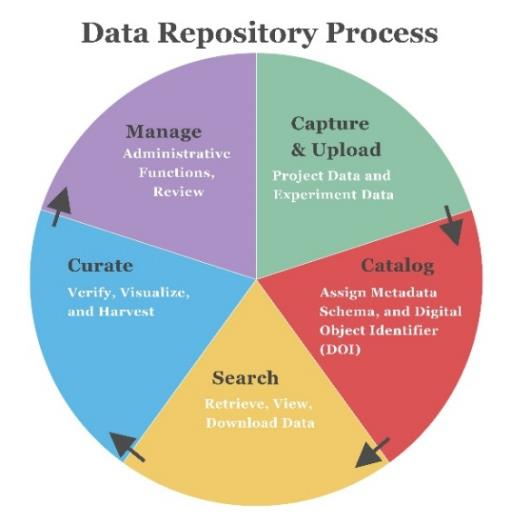 Data Repository Process
Manage
Administrative
Functions,
Review
Capture
& Upload
Project Data and
Experiment Data
Catalog
Assign Metadata
Schema, and Digital
Object Identifier
(DOI)
Search
Retrieve, View,
Download Data
Curate
Verify, Visualize,
and Harvest